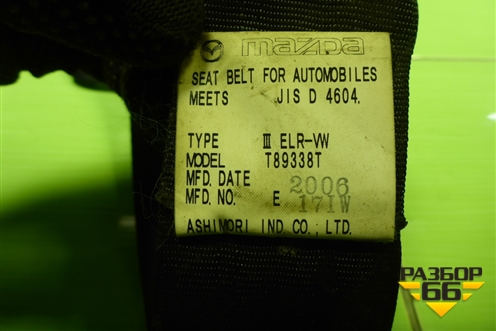 mazda
SEAT BELT FOR AUTOMOBILES
MEETS JIS D 4604.
TYPE III ELR-VW
MODEL T89338T
MFD. DATE 2006
MFD. NO. E 171W
ASHIMORI IND. CO.; LTD.
РАЗБОР
66